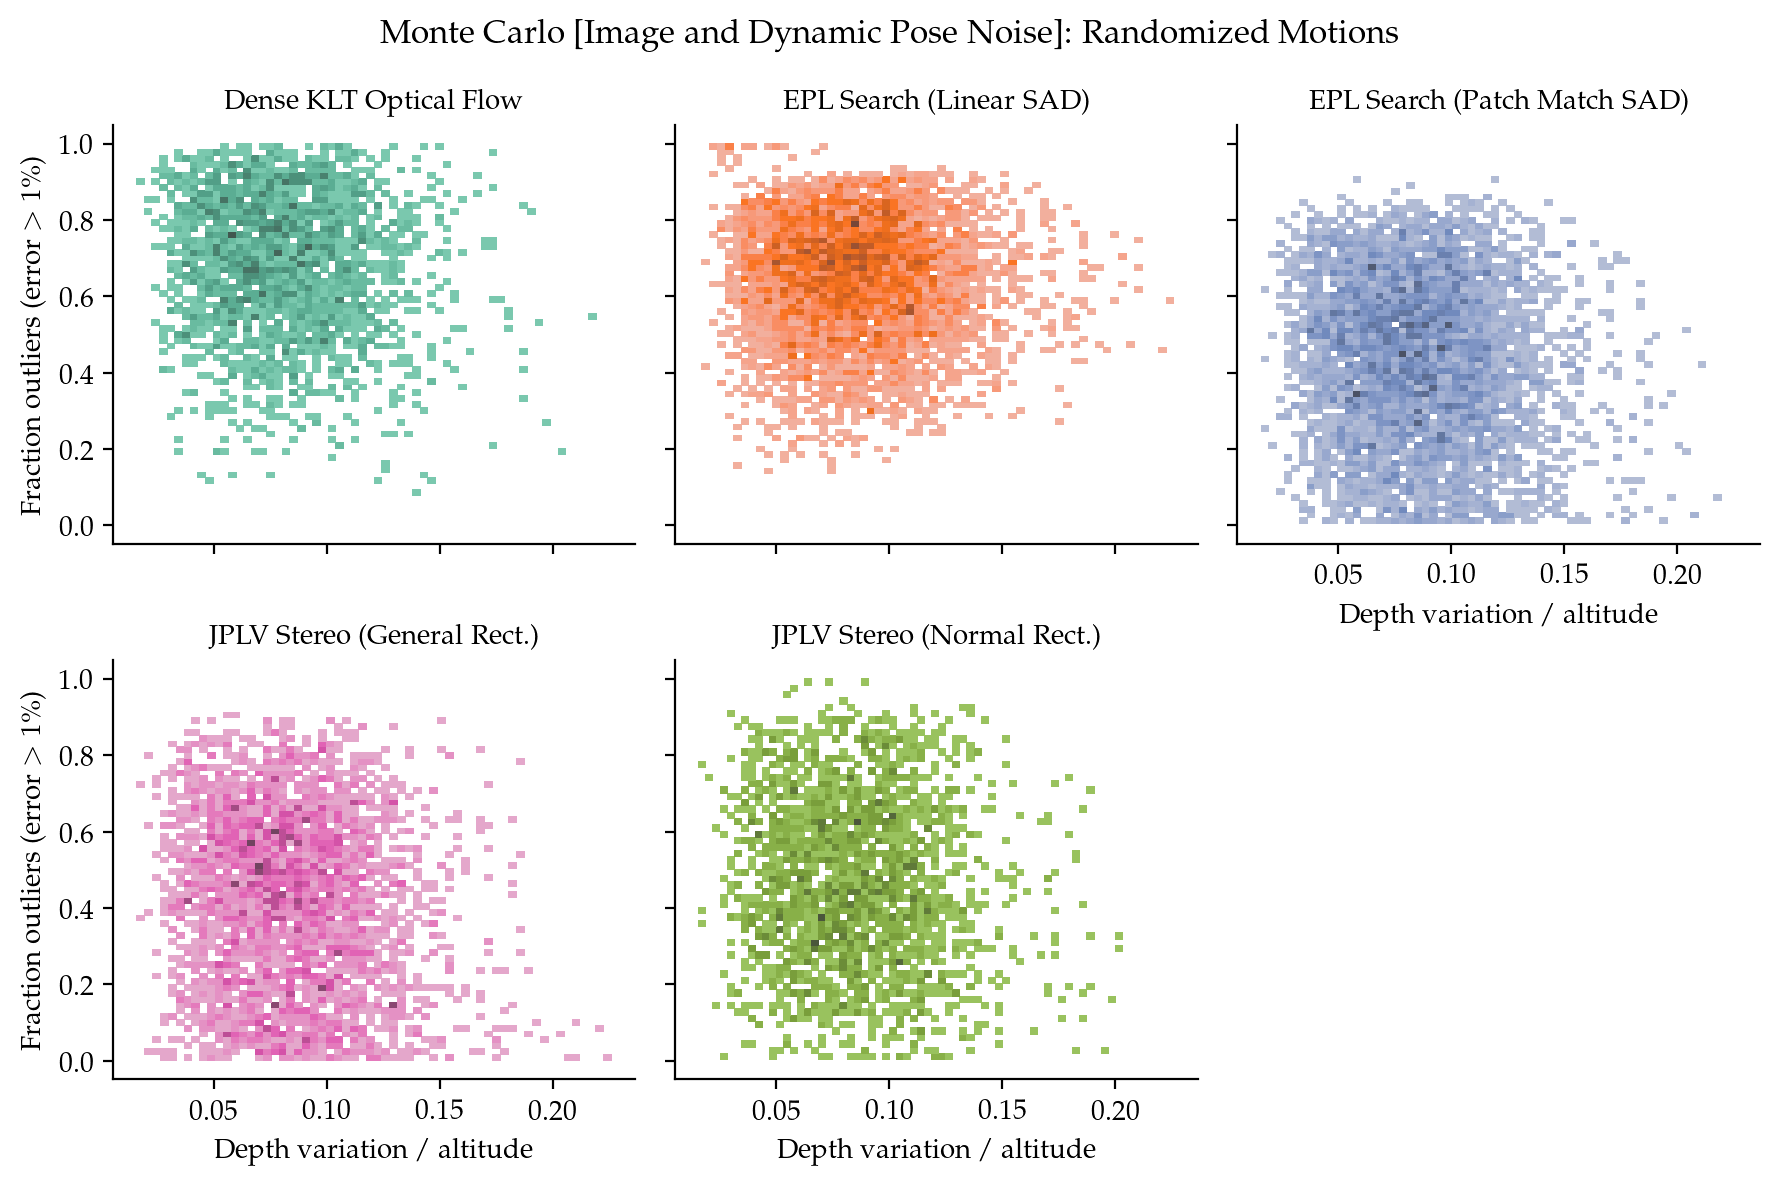 Monte Carlo [Image and Dynamic Pose Noise]: Randomized Motions
Dense KLT Optical Flow
EPL Search (Linear SAD)
EPL Search (Patch Match SAD)
Fraction outliers (error > 1%)
1.0
0.8
0.6
0.4
0.2
0.0
0.05 0.10 0.15 0.20
Depth variation / altitude
JPLV Stereo (General Rect.)
JPLV Stereo (Normal Rect.)
Fraction outliers (error > 1%)
1.0
0.8
0.6
0.4
0.2
0.0
0.05 0.10 0.15 0.20
Depth variation / altitude
0.05 0.10 0.15 0.20
Depth variation / altitude